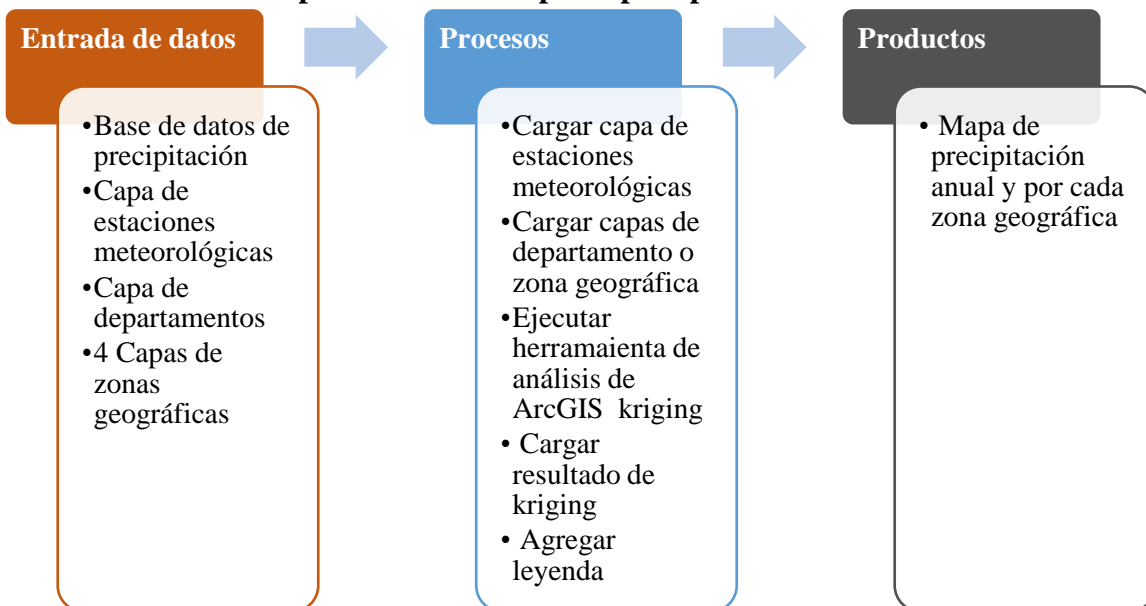 Entrada de datos
•Base de datos de
precipitación
•Capa de
estaciones
meteorológicas
•Capa de
departamentos
•4 Capas de
zonas
geográficas
Procesos
•Cargar capa de
estaciones
meteorológicas
•Cargar capas de
departamento o
zona geográfica
•Ejecutar
herramaienta de
análisis de
ArcGIS kriging
• Cargar
resultado de
kriging
• Agregar
leyenda
Productos
• Mapa de
precipitación
anual y por cada
zona geográfica